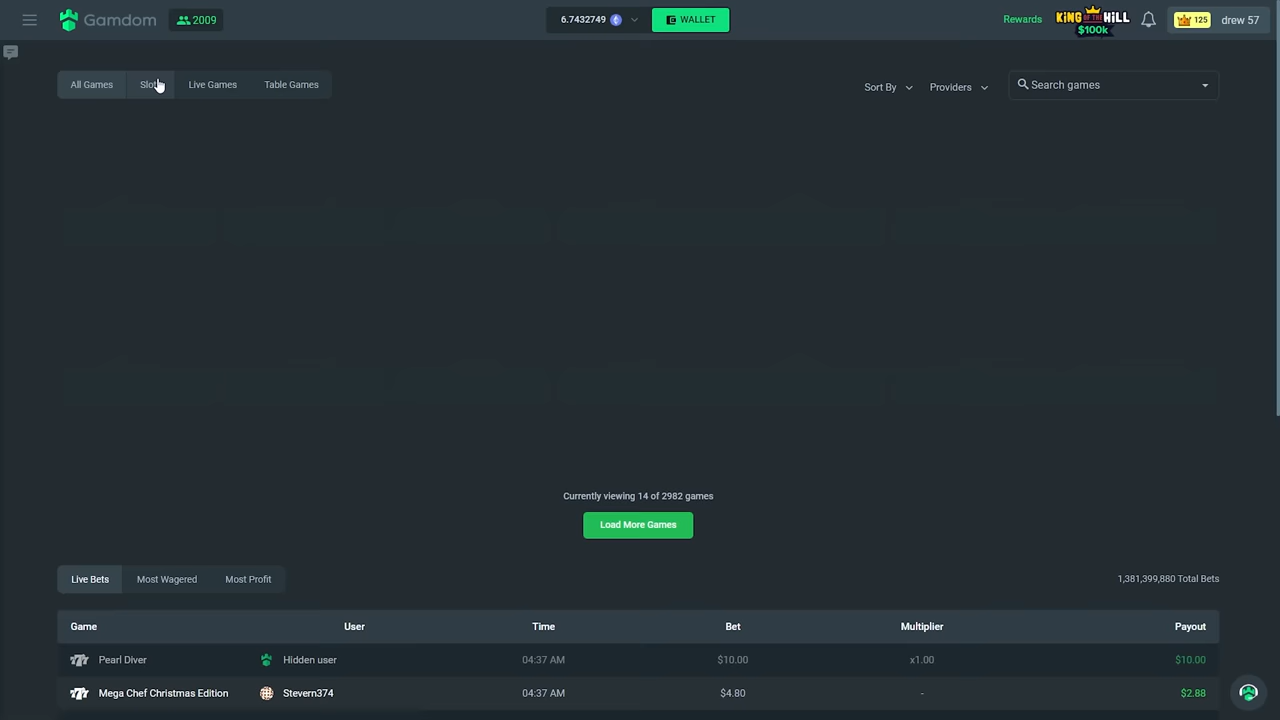 Gamdom
2009
6.7432749
WALLET
Rewards
KING OF THE HILL
$100k
125
drew 57
All Games
Live Games
Table Games
Sort By
Providers
Search games
Currently viewing 14 of 2982 games
Load More Games
Live Bets
Most Wagered
Most Profit
1,381,399,880 Total Bets
Game User Time Bet Multiplier Payout
777 Pearl Diver Hidden user 04:37 AM $10.00 x1.00 $10.00
777 Mega Chef Christmas Edition Stevern374 04:37 AM $4.80 - $2.88